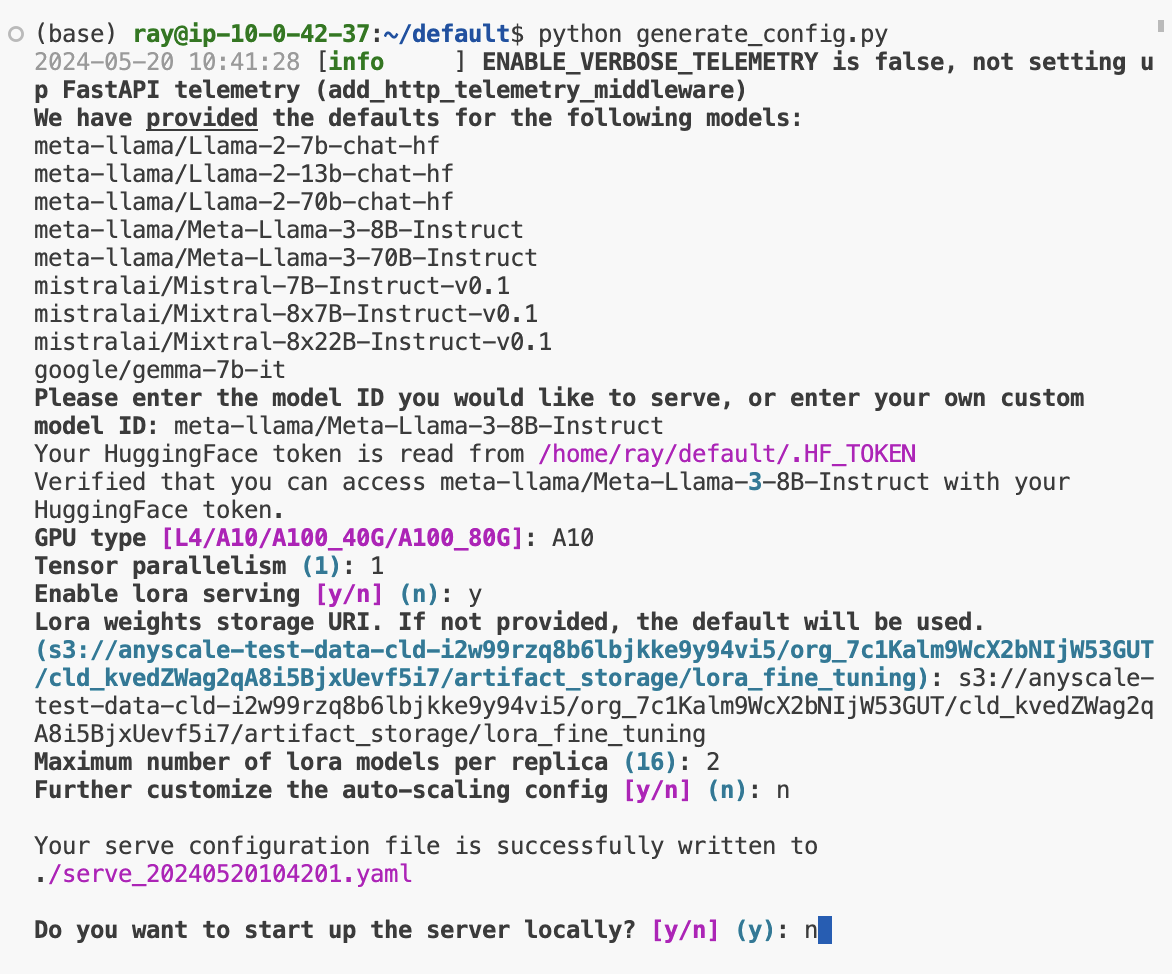 (base) ray@ip-10-0-42-37:~/default$ python generate_config.py
2024-05-20 10:41:28 [info     ] ENABLE_VERBOSE_TELEMETRY is false, not setting u
p FastAPI telemetry (add_http_telemetry_middleware)
We have provided the defaults for the following models:
meta-llama/Llama-2-7b-chat-hf
meta-llama/Llama-2-13b-chat-hf
meta-llama/Llama-2-70b-chat-hf
meta-llama/Meta-Llama-3-8B-Instruct
meta-llama/Meta-Llama-3-70B-Instruct
mistralai/Mistral-7B-Instruct-v0.1
mistralai/Mixtral-8x7B-Instruct-v0.1
mistralai/Mixtral-8x22B-Instruct-v0.1
google/gemma-7b-it
Please enter the model ID you would like to serve, or enter your own custom
model ID: meta-llama/Meta-Llama-3-8B-Instruct
Your HuggingFace token is read from /home/ray/default/.HF_TOKEN
Verified that you can access meta-llama/Meta-Llama-3-8B-Instruct with your
HuggingFace token.
GPU type [L4/A10/A100_40G/A100_80G]: A10
Tensor parallelism (1): 1
Enable lora serving [y/n] (n): y
Lora weights storage URI. If not provided, the default will be used.
(s3://anyscale-test-data-cld-i2w99rzq8b6lbjkke9y94vi5/org_7c1Kalm9WcX2bNIjW53GUT
/cld_kvedZWag2qA8i5BjxUevf5i7/artifact_storage/lora_fine_tuning): s3://anyscale-
test-data-cld-i2w99rzq8b6lbjkke9y94vi5/org_7c1Kalm9WcX2bNIjW53GUT/cld_kvedZWag2q
A8i5BjxUevf5i7/artifact_storage/lora_fine_tuning
Maximum number of lora models per replica (16): 2
Further customize the auto-scaling config [y/n] (n): n
Your serve configuration file is successfully written to
./serve_20240520104201.yaml
Do you want to start up the server locally? [y/n] (y): n